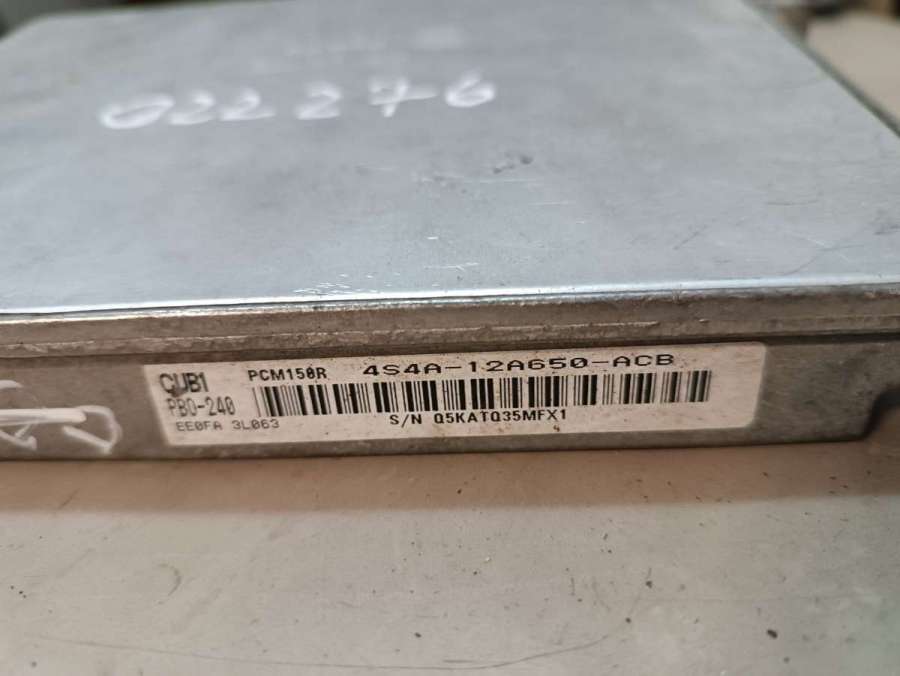 022276
CUB1 PCM150R 4S4A-12A650-ACB
PB0-240
EE0FA 3L063
S/N Q5KATQ35MFX1